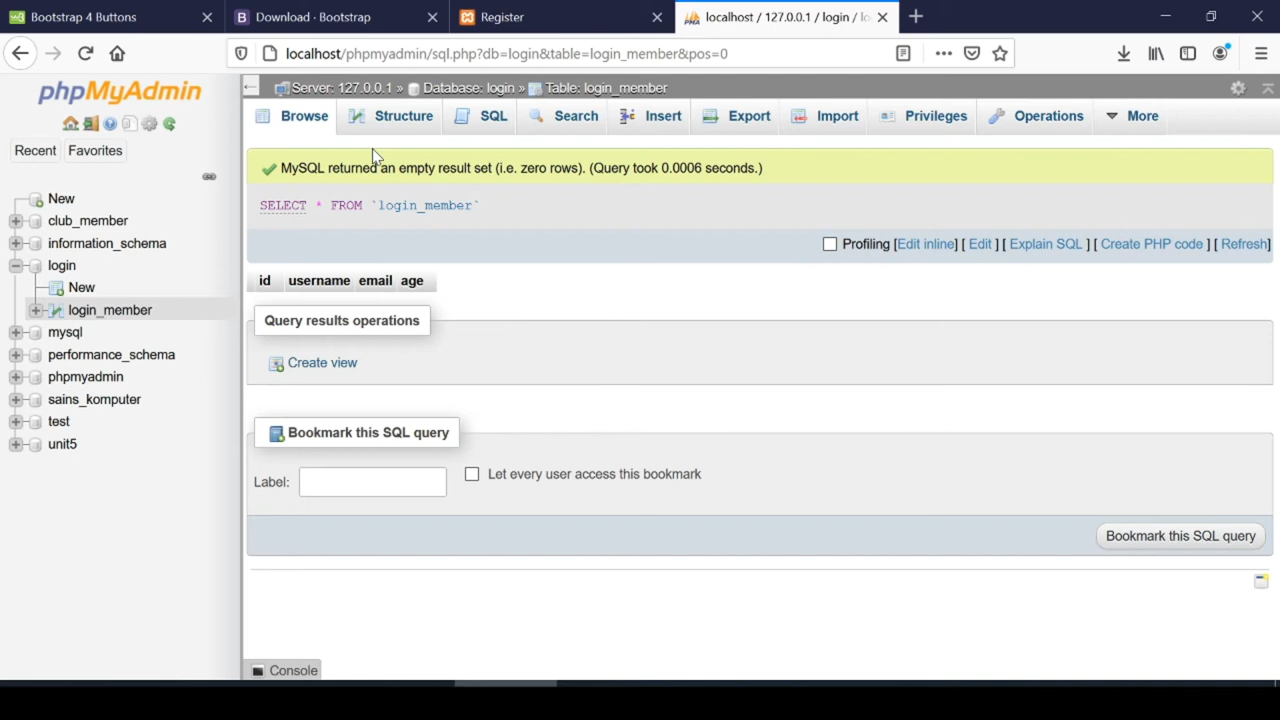 Bootstrap 4 Buttons
Download · Bootstrap
Register
localhost / 127.0.0.1 / login / lo
localhost/phpmyadmin/sql.php?db=login&table=login_member&pos=0
phpMyAdmin
Recent Favorites
New
club_member
information_schema
login
New
login_member
mysql
performance_schema
phpmyadmin
sains_komputer
test
unit5
Server: 127.0.0.1 » Database: login » Table: login_member
Browse Structure SQL Search Insert Export Import Privileges Operations More
MySQL returned an empty result set (i.e. zero rows). (Query took 0.0006 seconds.)
SELECT * FROM `login_member`
Profiling [Edit inline] [ Edit ] [ Explain SQL ] [ Create PHP code ] [ Refresh]
id username email age
Query results operations
Create view
Bookmark this SQL query
Label: Let every user access this bookmark
Bookmark this SQL query
Console